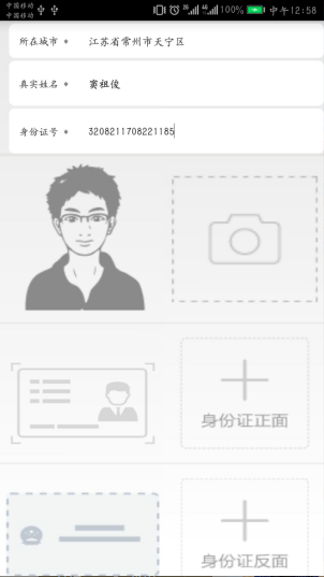 中国移动
中国移动
100% 中午12:58
所在城市 * 江苏省常州市天宁区
真实姓名 * 窦祖俊
身份证号 * 3208211708221185
身份证正面
身份证反面